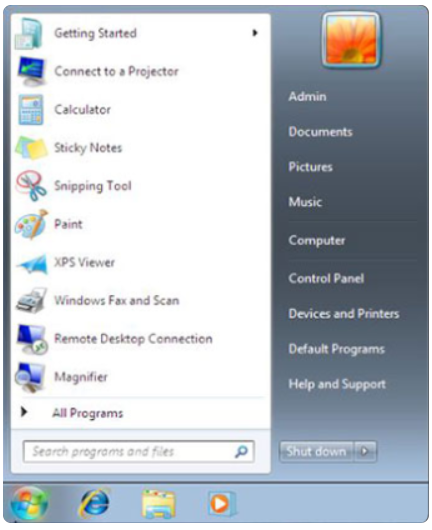 Getting Started
Connect to a Projector
Calculator
Sticky Notes
Snipping Tool
Paint
XPS Viewer
Windows Fax and Scan
Remote Desktop Connection
Magnifier
All Programs
Search programs and files
Admin
Documents
Pictures
Music
Computer
Control Panel
Devices and Printers
Default Programs
Help and Support
Shut down